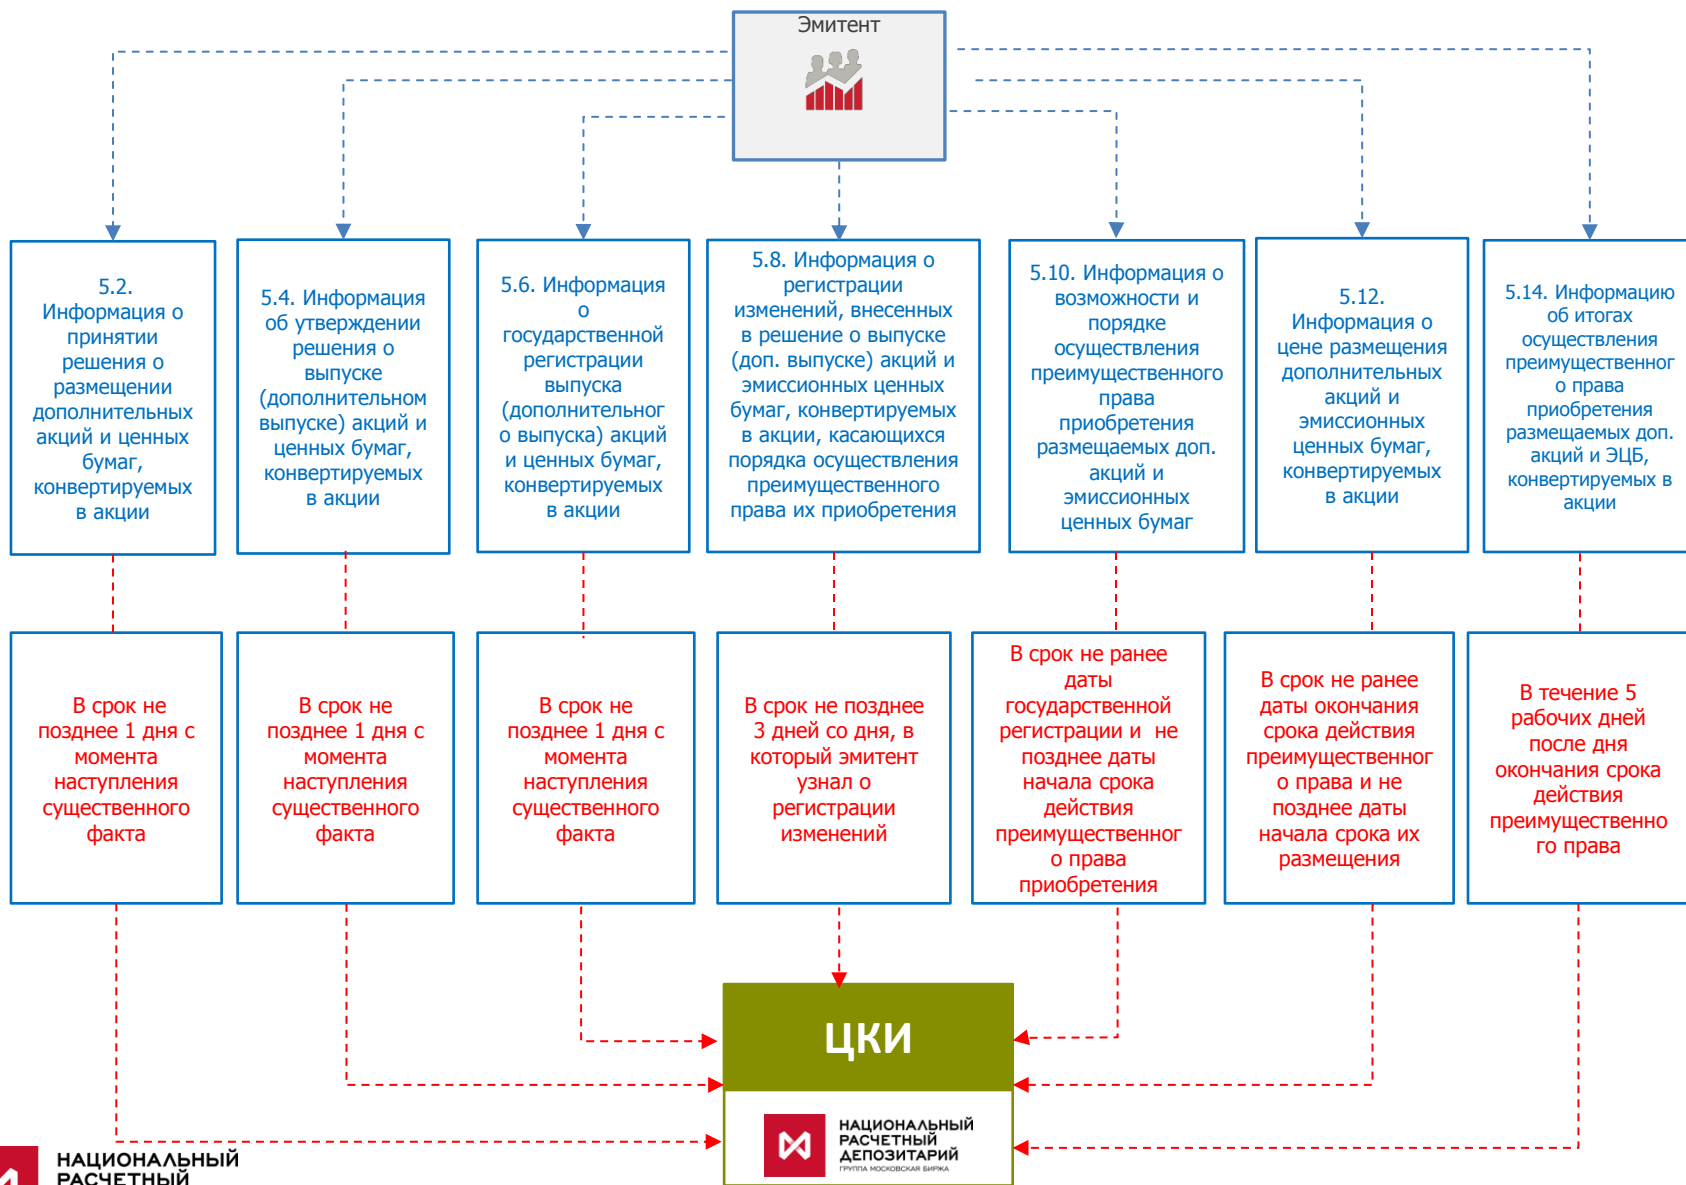 Эмитент
5.2.
Информация о
принятии
решения о
размещении
дополнительных
акций и ценных
бумаг,
конвертируемых
в акции
5.4. Информация
об утверждении
решения о
выпуске
(дополнительном
выпуске) акций и
ценных бумаг,
конвертируемых
в акции
5.6. Информация
о
государственной
регистрации
выпуска
(дополнительног
о выпуска) акций
и ценных бумаг,
конвертируемых
в акции
5.8. Информация о
регистрации
изменений, внесенных
в решение о выпуске
(доп. выпуске) акций и
эмиссионных ценных
бумаг, конвертируемых
в акции, касающихся
порядка осуществления
преимущественного
права их приобретения
5.10. Информация о
возможности и
порядке
осуществления
преимущественного
права
приобретения
размещаемых доп.
акций и
эмиссионных
ценных бумаг
5.12.
Информация о
цене размещения
дополнительных
акций и
эмиссионных
ценных бумаг,
конвертируемых
в акции
5.14. Информацию
об итогах
осуществления
преимущественног
о права
приобретения
размещаемых доп.
акций и ЭЦБ,
конвертируемых в
акции
В срок не
позднее 1 дня с
момента
наступления
существенного
факта
В срок не
позднее 1 дня с
момента
наступления
существенного
факта
В срок не
позднее 1 дня с
момента
наступления
существенного
факта
В срок не позднее
3 дней со дня, в
который эмитент
узнал о
регистрации
изменений
В срок не ранее
даты
государственной
регистрации и не
позднее даты
начала срока
действия
преимущественног
о права
приобретения
В срок не ранее
даты окончания
срока действия
преимущественног
о права и не
позднее даты
начала срока их
размещения
В течение 5
рабочих дней
после дня
окончания срока
действия
преимущественно
го права
ЦКИ
НАЦИОНАЛЬНЫЙ
РАСЧЕТНЫЙ
ДЕПОЗИТАРИЙ
ГРУППА МОСКОВСКАЯ БИРЖА
НАЦИОНАЛЬНЫЙ
РАСЧЕТНЫЙ